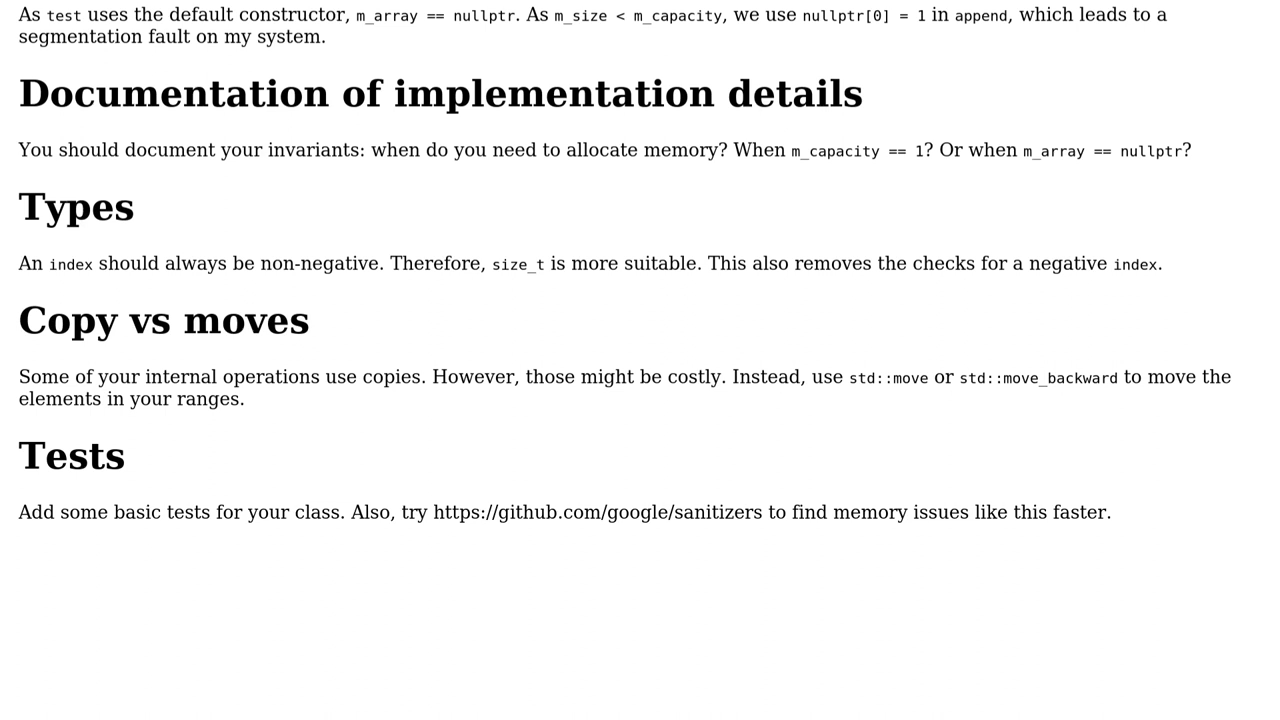 As test uses the default constructor, m_array == nullptr. As m_size < m_capacity, we use nullptr[0] = 1 in append, which leads to a
segmentation fault on my system.
Documentation of implementation details
You should document your invariants: when do you need to allocate memory? When m_capacity == 1? Or when m_array == nullptr?
Types
An index should always be non-negative. Therefore, size_t is more suitable. This also removes the checks for a negative index.
Copy vs moves
Some of your internal operations use copies. However, those might be costly. Instead, use std::move or std::move_backward to move the
elements in your ranges.
Tests
Add some basic tests for your class. Also, try https://github.com/google/sanitizers to find memory issues like this faster.